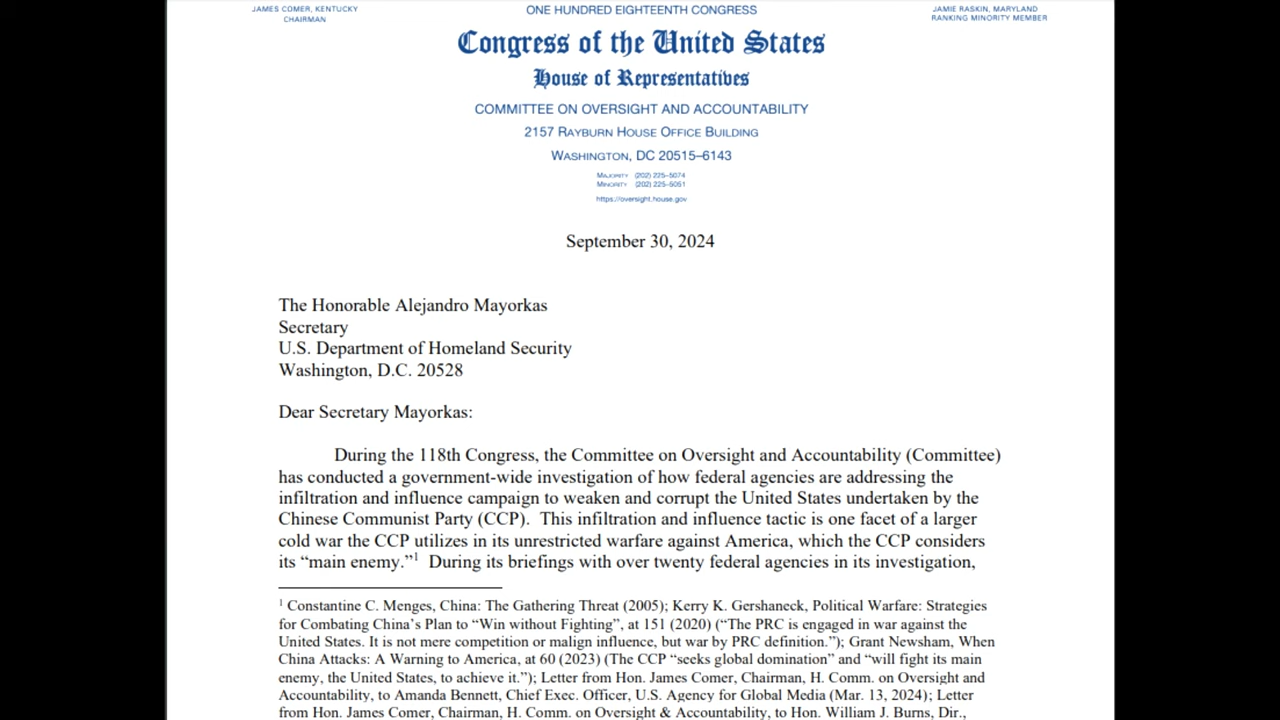 JAMES COMER, KENTUCKY
CHAIRMAN
ONE HUNDRED EIGHTEENTH CONGRESS
JAMIE RASKIN, MARYLAND
RANKING MINORITY MEMBER
Congress of the United States
House of Representatives
COMMITTEE ON OVERSIGHT AND ACCOUNTABILITY
2157 RAYBURN HOUSE OFFICE BUILDING
WASHINGTON, DC 20515–6143
MAJORITY (202) 225–5074
MINORITY (202) 225–5051
https://oversight.house.gov
September 30, 2024
The Honorable Alejandro Mayorkas
Secretary
U.S. Department of Homeland Security
Washington, D.C. 20528
Dear Secretary Mayorkas:
During the 118th Congress, the Committee on Oversight and Accountability (Committee)
has conducted a government-wide investigation of how federal agencies are addressing the
infiltration and influence campaign to weaken and corrupt the United States undertaken by the
Chinese Communist Party (CCP). This infiltration and influence tactic is one facet of a larger
cold war the CCP utilizes in its unrestricted warfare against America, which the CCP considers
its “main enemy.”1 During its briefings with over twenty federal agencies in its investigation,
1 Constantine C. Menges, China: The Gathering Threat (2005); Kerry K. Gershaneck, Political Warfare: Strategies
for Combating China’s Plan to “Win without Fighting”, at 151 (2020) (“The PRC is engaged in war against the
United States. It is not mere competition or malign influence, but war by PRC definition.”); Grant Newsham, When
China Attacks: A Warning to America, at 60 (2023) (The CCP “seeks global domination” and “will fight its main
enemy, the United States, to achieve it.”); Letter from Hon. James Comer, Chairman, H. Comm. on Oversight and
Accountability, to Amanda Bennett, Chief Exec. Officer, U.S. Agency for Global Media (Mar. 13, 2024); Letter
from Hon. James Comer, Chairman, H. Comm. on Oversight & Accountability, to Hon. William J. Burns, Dir.,